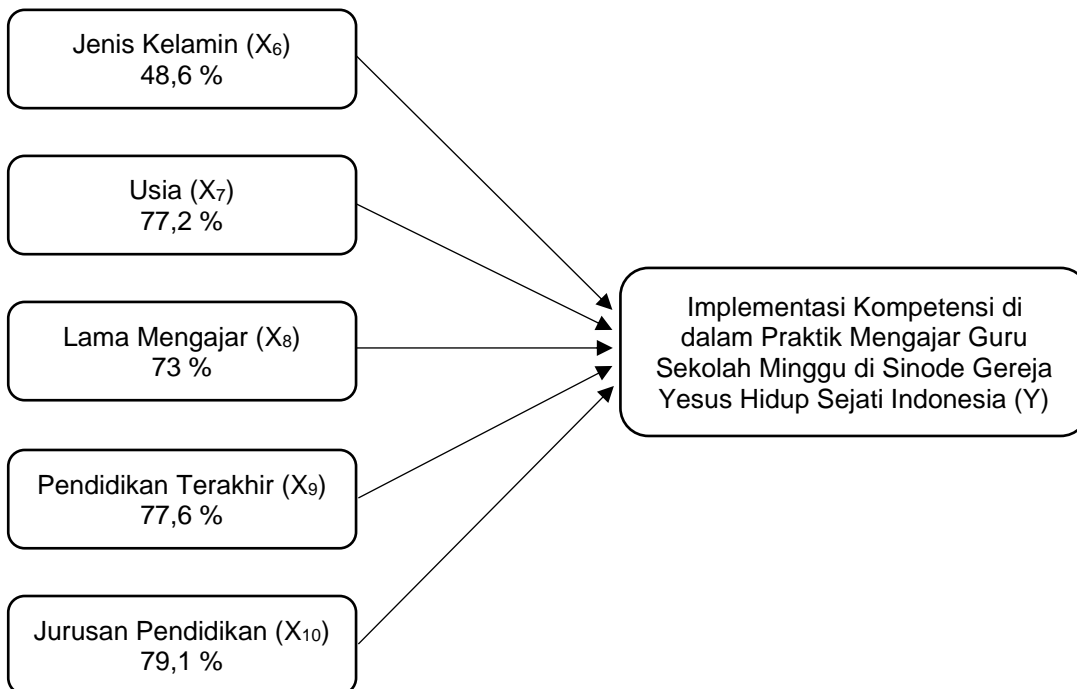 Jenis Kelamin (X₆)
48,6 %
Usia (X₇)
77,2 %
Lama Mengajar (X₈)
73 %
Pendidikan Terakhir (X₉)
77,6 %
Jurusan Pendidikan (X₁₀)
79,1 %
Implementasi Kompetensi di
dalam Praktik Mengajar Guru
Sekolah Minggu di Sinode Gereja
Yesus Hidup Sejati Indonesia (Y)